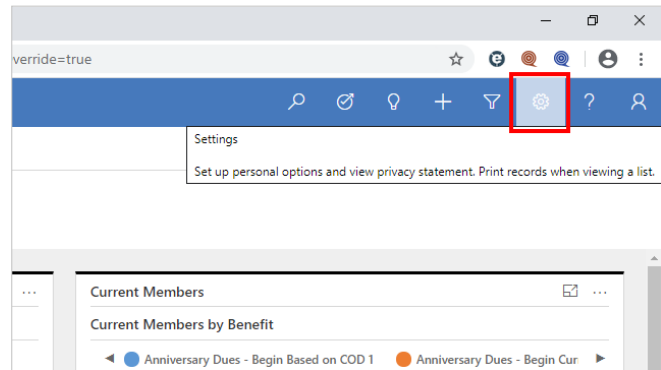 verride=true
Settings
Set up personal options and view privacy statement. Print records when viewing a list.
Current Members
Current Members by Benefit
Anniversary Dues - Begin Based on COD 1
Anniversary Dues - Begin Cur